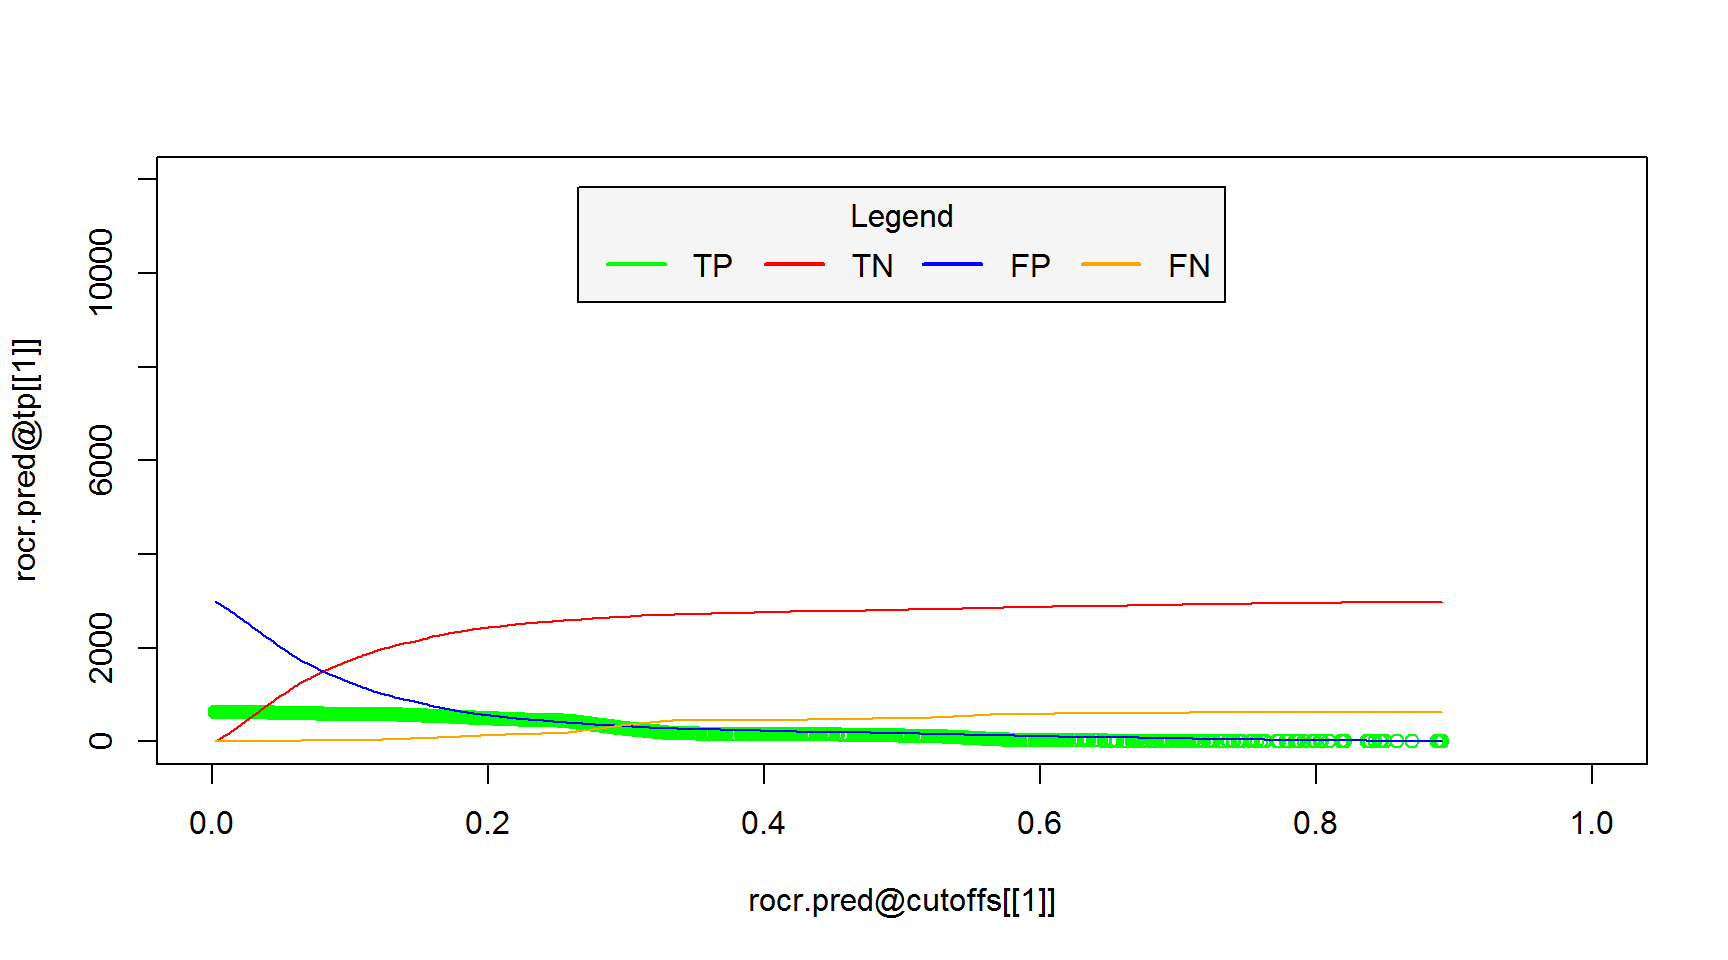 Legend
TP TN FP FN
rocr.pred@tp[[1]]
10000
6000
2000
0
0.0 0.2 0.4 0.6 0.8 1.0
rocr.pred@cutoffs[[1]]